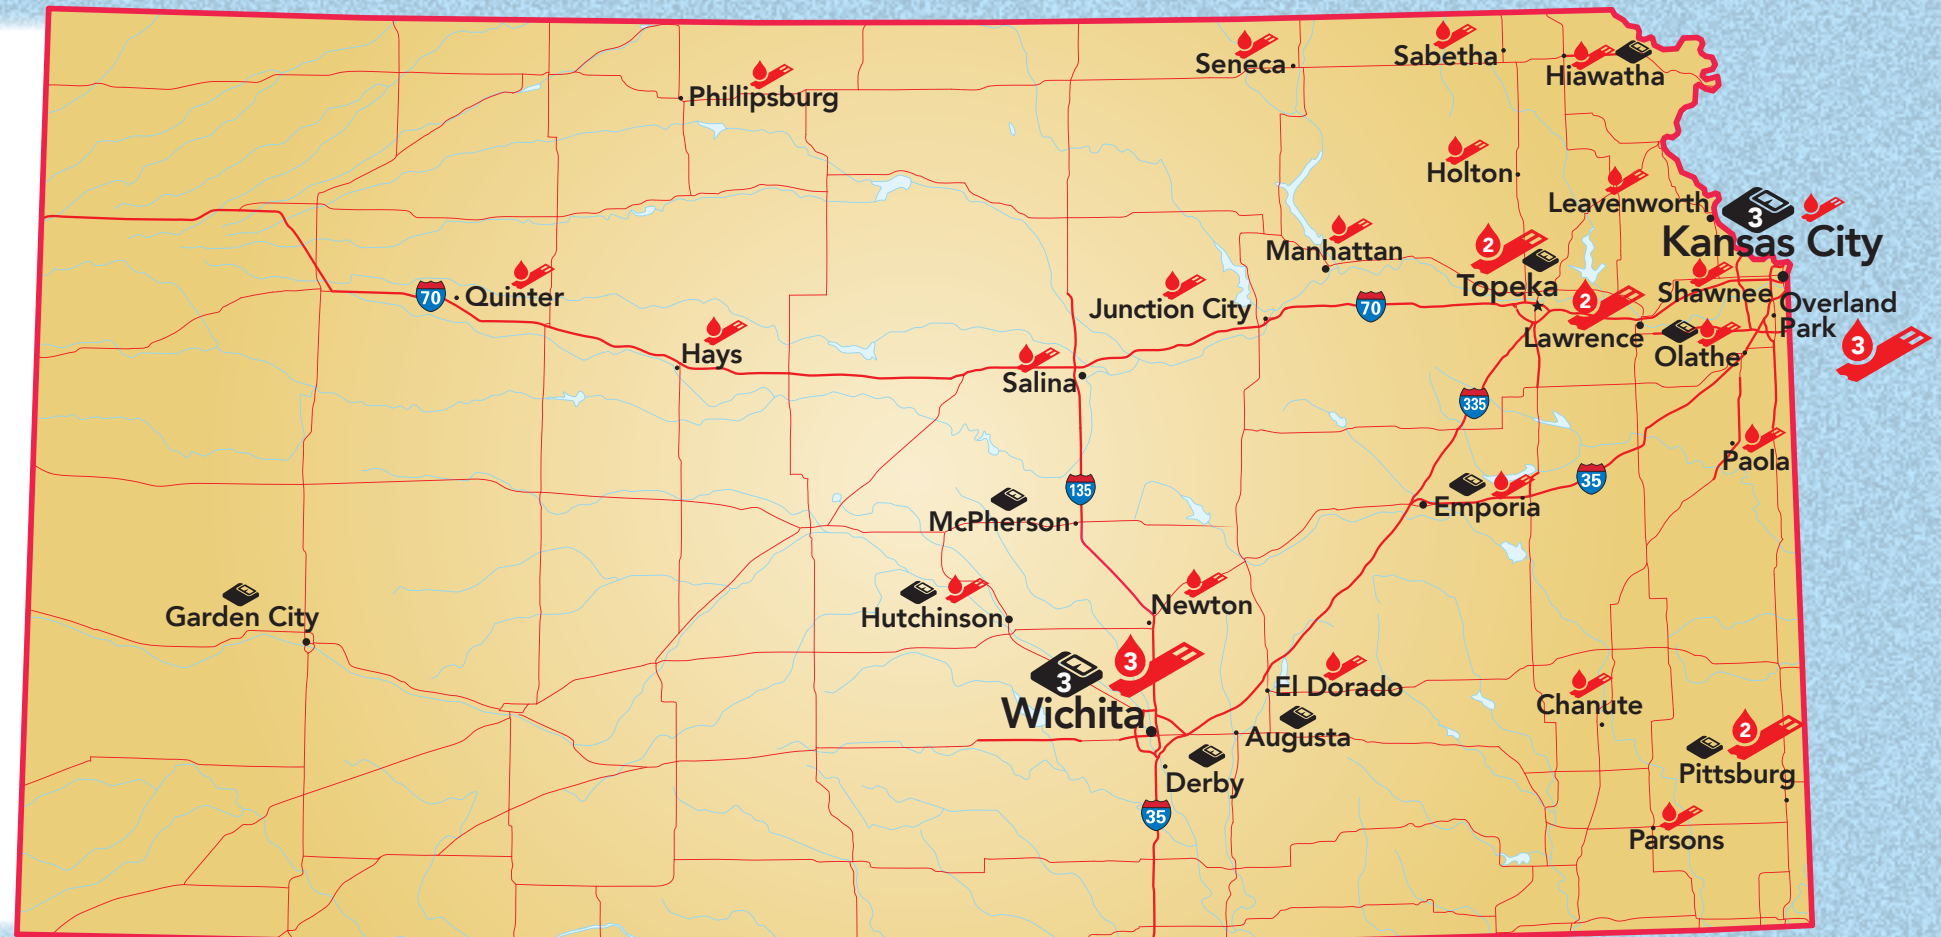 Seneca
Sabetha
Hiawatha
Phillipsburg
Holton
Leavenworth
3
Kansas City
Manhattan
2
Topeka
Shawnee
70
Quinter
Junction City
70
2
Lawrence
Overland
Park
3
Olathe
Hays
Salina
335
Paola
135
McPherson
Emporia
35
Garden City
Hutchinson
Newton
3
3
Wichita
El Dorado
Augusta
Chanute
2
Pittsburg
Derby
35
Parsons